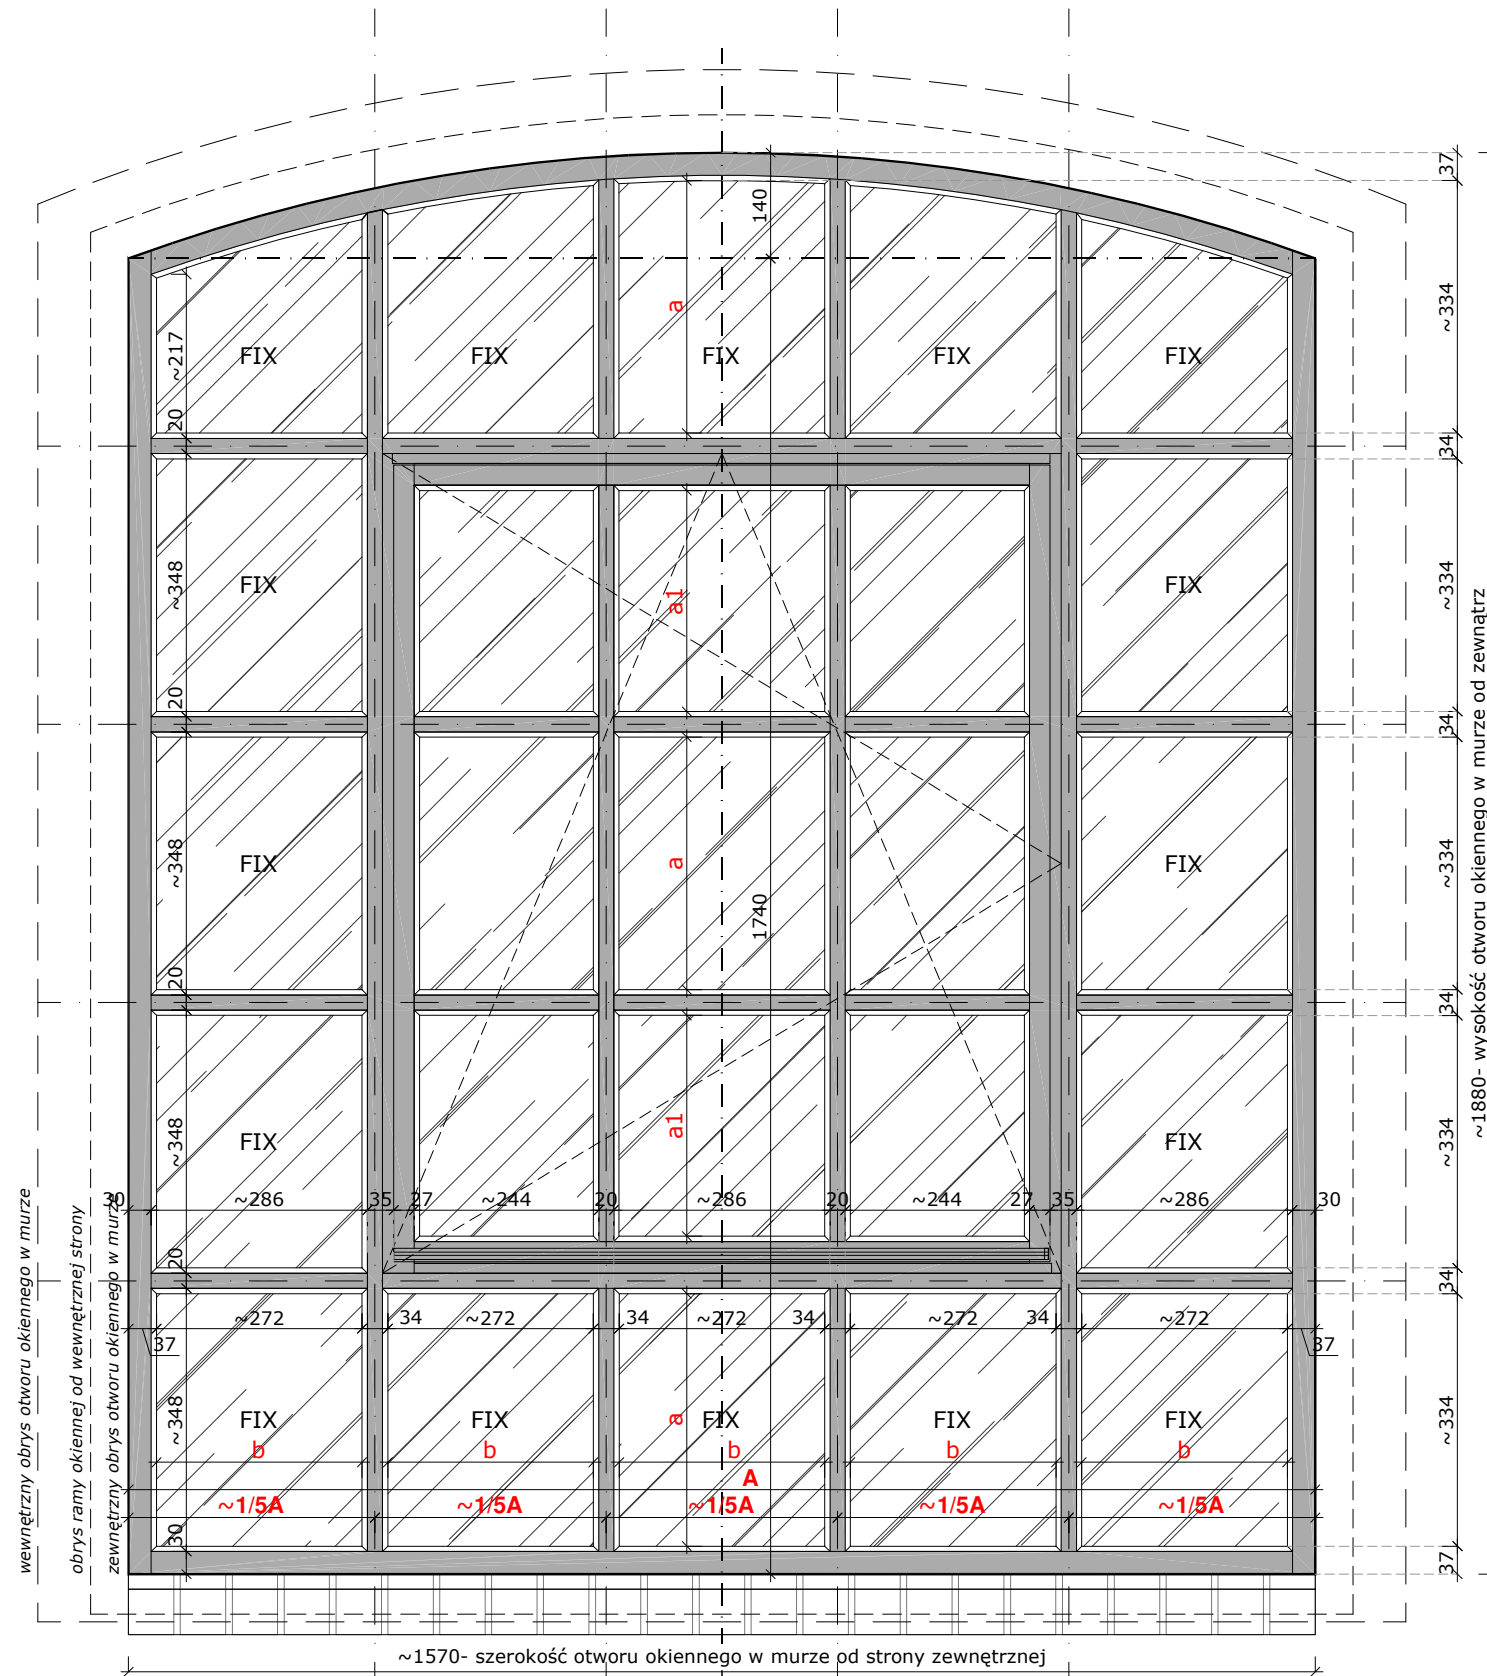 37
140
a
~334
~217
FIX
FIX
FIX
FIX
FIX
20
34
~348
FIX
a1
FIX
~334
20
34
~348
FIX
a
FIX
~334
1740
20
34
~348
FIX
a1
FIX
~334
30
~286
35
27
~244
20
~286
20
~244
27
35
~286
30
20
34
~272
34
~272
34
~272
34
~272
34
~272
37
37
~348
FIX
FIX
a
FIX
FIX
FIX
~334
b
b
b
b
b
A
~1/5A
~1/5A
~1/5A
~1/5A
~1/5A
30
37
wewnętrzny obrys otworu okiennego w murze
obrys ramy okiennej od wewnętrznej strony
zewnętrzny obrys otworu okiennego w murze
~1880- wysokość otworu okiennego w murze od zewnątrz
~1570- szerokość otworu okiennego w murze od strony zewnętrznej